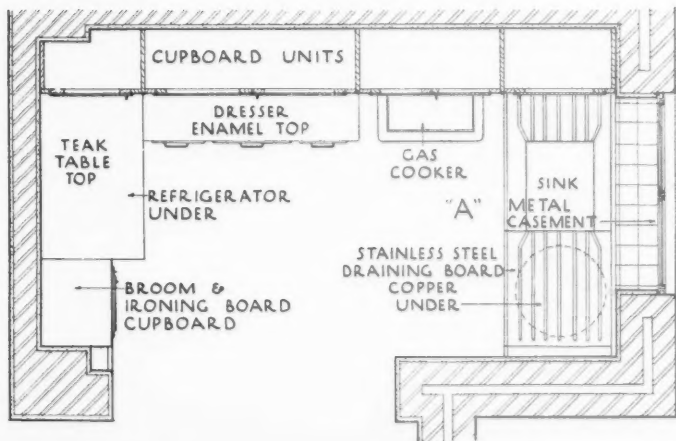 CUPBOARD UNITS
DRESSER
ENAMEL TOP
TEAK
TABLE
TOP
GAS
COOKER
REFRIGERATOR
UNDER
"A"
SINK
METAL
CASEMENT
STAINLESS STEEL
DRAINING BOARD
COPPER
UNDER
BROOM &
IRONING BOARD
CUPBOARD